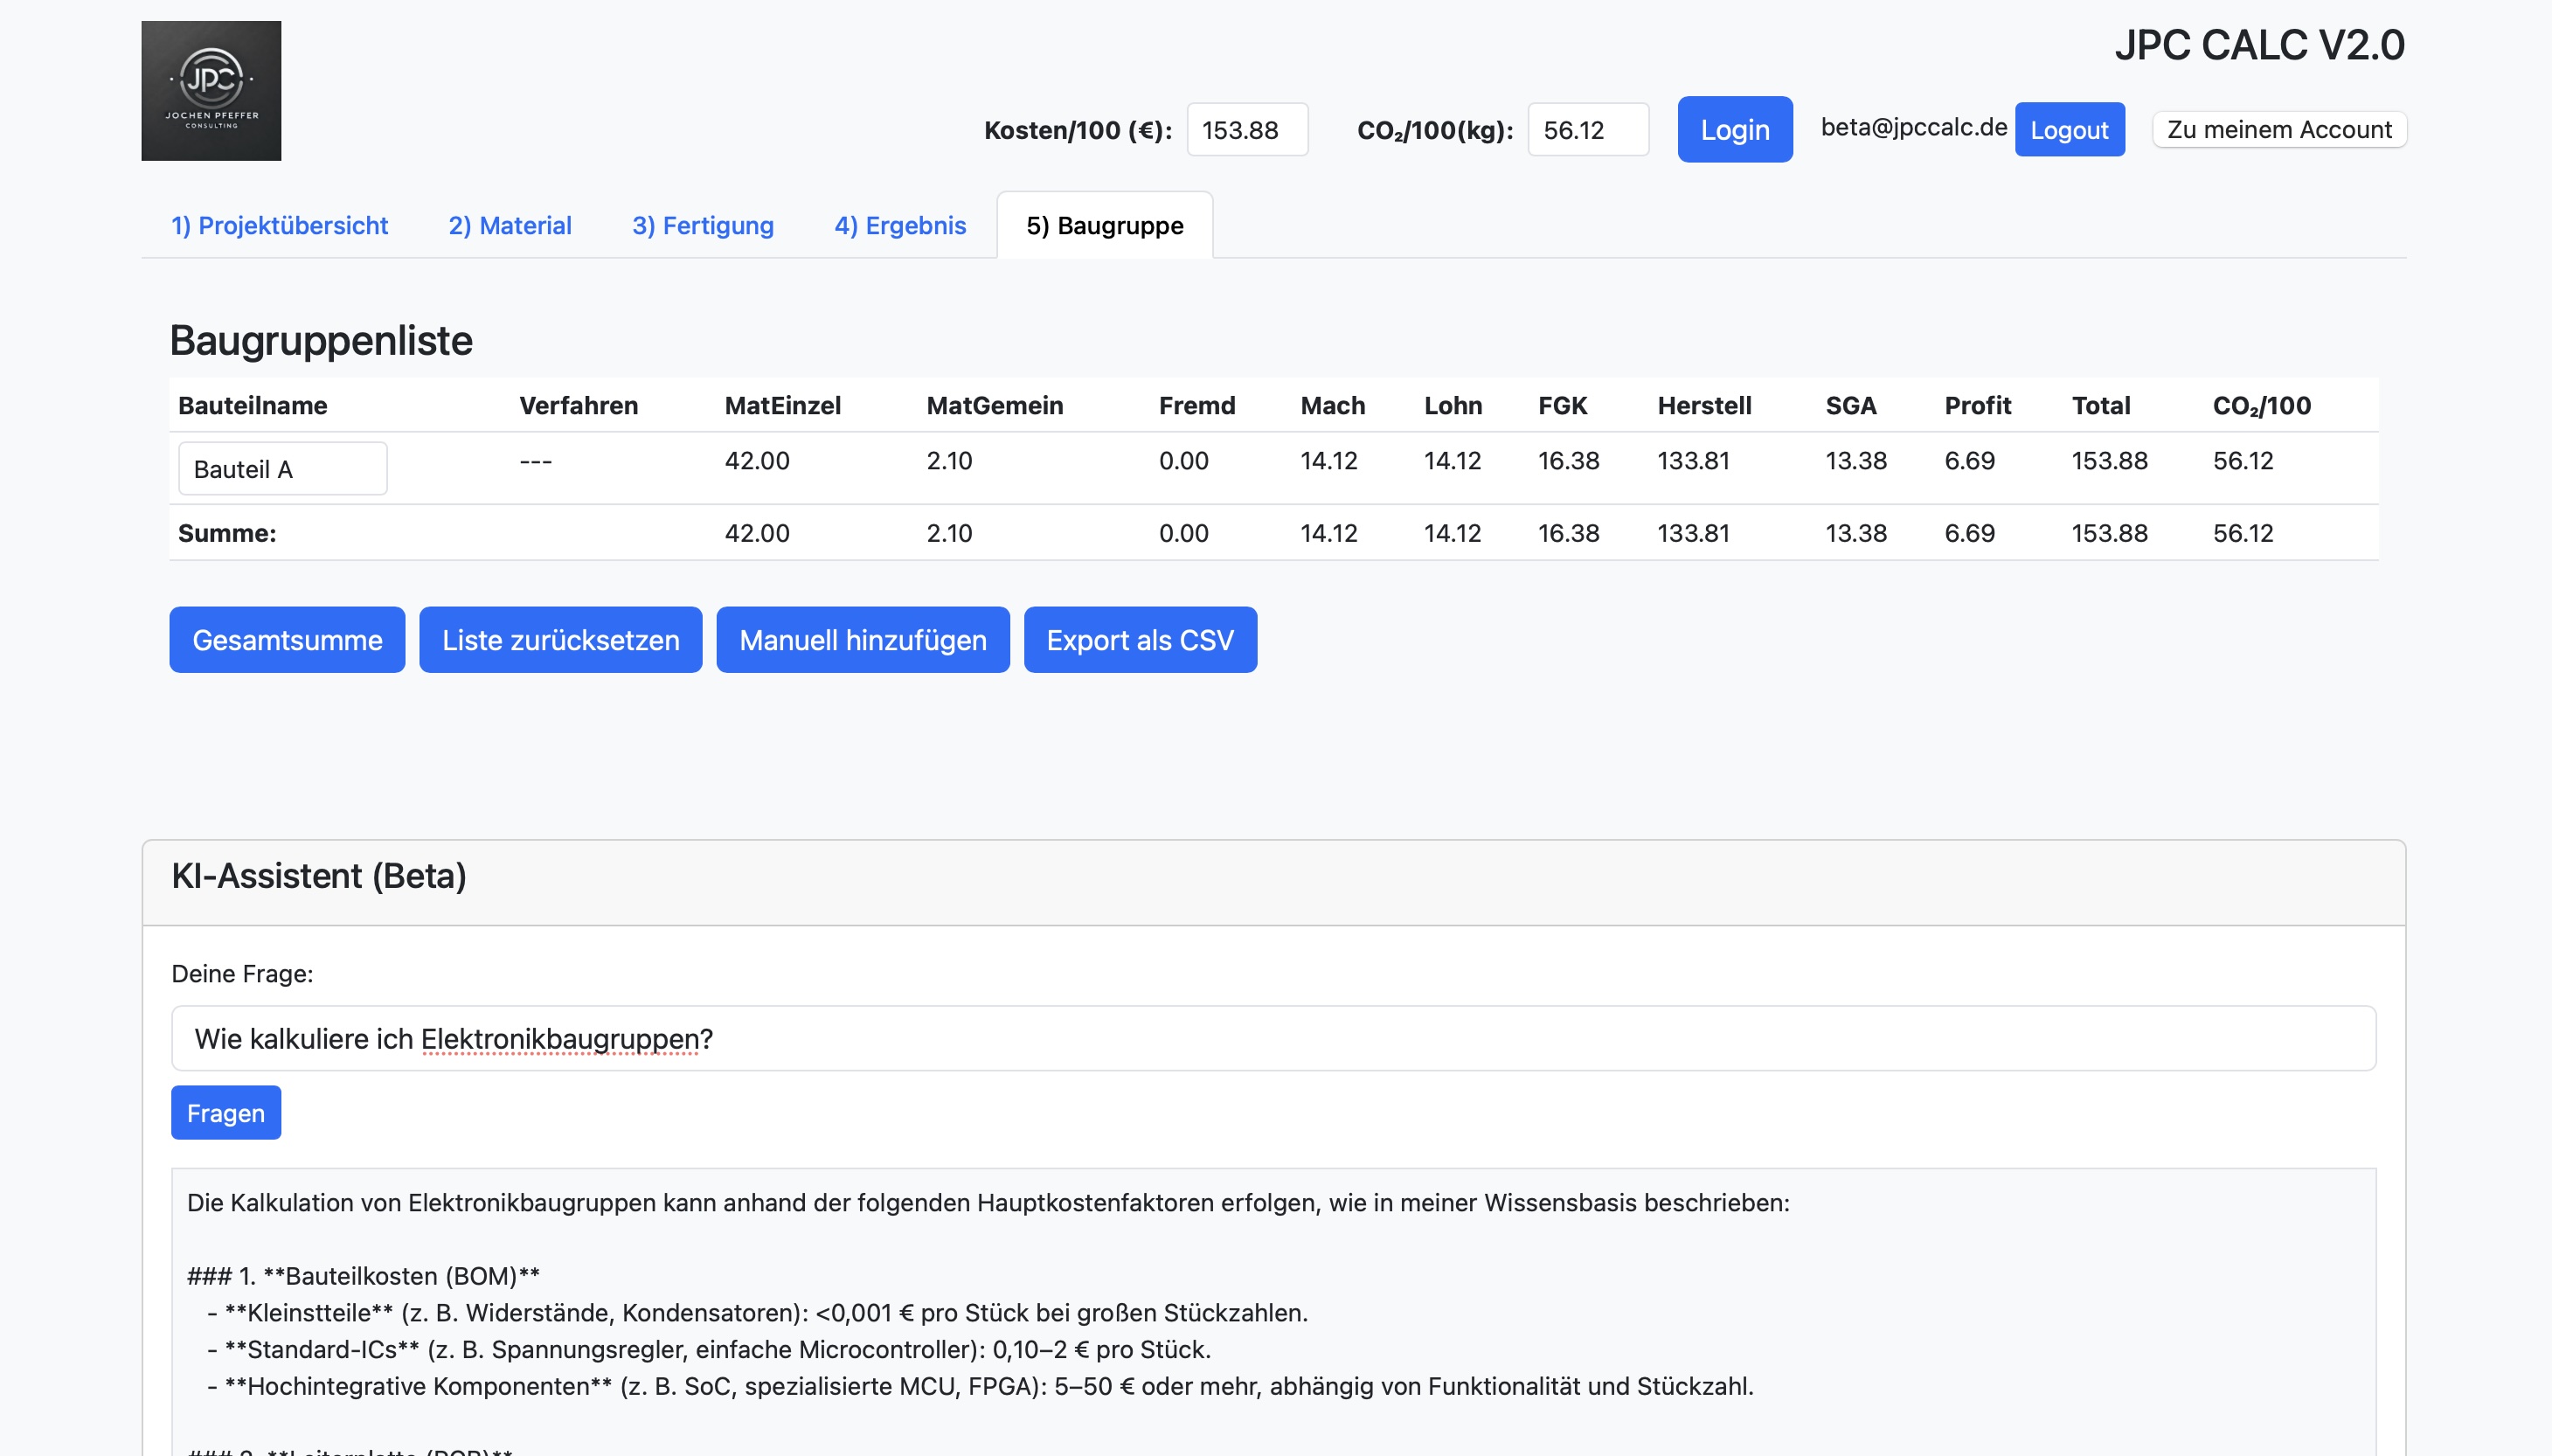 JPC
JOCHEN PFEFFER
CONSULTING
JPC CALC V2.0
Kosten/100 (€): 153.88 CO₂/100(kg): 56.12 Login beta@jpccalc.de Logout Zu meinem Account
1) Projektübersicht 2) Material 3) Fertigung 4) Ergebnis 5) Baugruppe
Baugruppenliste
Bauteilname Verfahren MatEinzel MatGemein Fremd Mach Lohn FGK Herstell SGA Profit Total CO₂/100
Bauteil A --- 42.00 2.10 0.00 14.12 14.12 16.38 133.81 13.38 6.69 153.88 56.12
Summe: 42.00 2.10 0.00 14.12 14.12 16.38 133.81 13.38 6.69 153.88 56.12
Gesamtsumme Liste zurücksetzen Manuell hinzufügen Export als CSV
KI-Assistent (Beta)
Deine Frage:
Wie kalkuliere ich Elektronikbaugruppen?
Fragen
Die Kalkulation von Elektronikbaugruppen kann anhand der folgenden Hauptkostenfaktoren erfolgen, wie in meiner Wissensbasis beschrieben:
### 1. **Bauteilkosten (BOM)**
- **Kleinstteile** (z. B. Widerstände, Kondensatoren): <0,001 € pro Stück bei großen Stückzahlen.
- **Standard-ICs** (z. B. Spannungsregler, einfache Microcontroller): 0,10–2 € pro Stück.
- **Hochintegrative Komponenten** (z. B. SoC, spezialisierte MCU, FPGA): 5–50 € oder mehr, abhängig von Funktionalität und Stückzahl.
### 2. **Leiterplatte (PCB)**